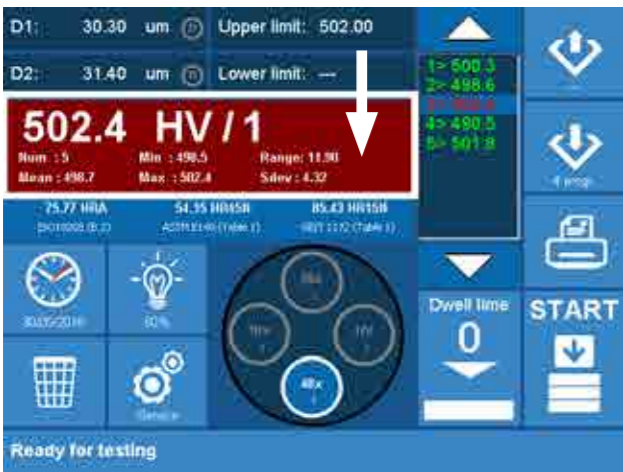 D1: 30.30 um
Upper limit: 502.00
D2: 31.40 um
Lower limit: ---
502.4 HV / 1
Num : 5 Min : 490.5 Range: 11.90
Mean : 498.7 Max : 502.4 Sdev : 4.32
75.77 HRA 54.35 HR45N 85.43 HR15N
1> 500.3
2> 498.6
4> 490.5
5> 501.8
60%
Service
40x
Dwell time
0
START
Ready for testing